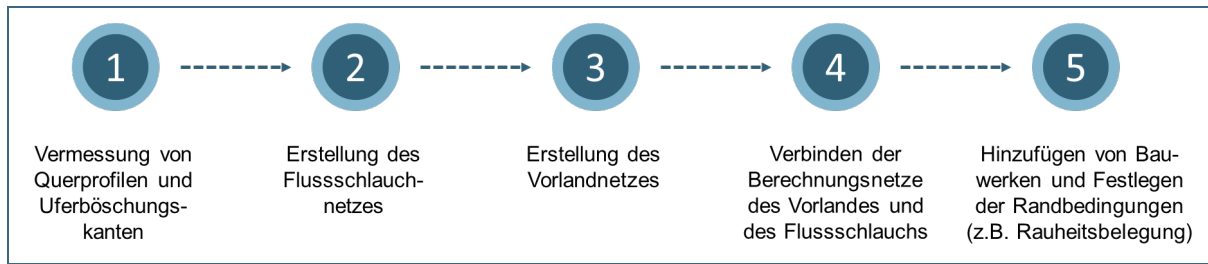 1
2
3
4
5
Vermessung von
Querprofilen und
Uferböschungs-
kanten
Erstellung des
Flussschlauch-
netzes
Erstellung des
Vorlandnetzes
Verbinden der
Berechnungsnetze
des Vorlandes und
des Flussschlauchs
Hinzufügen von Bau-
werken und Festlegen
der Randbedingungen
(z.B. Rauheitsbelegung)